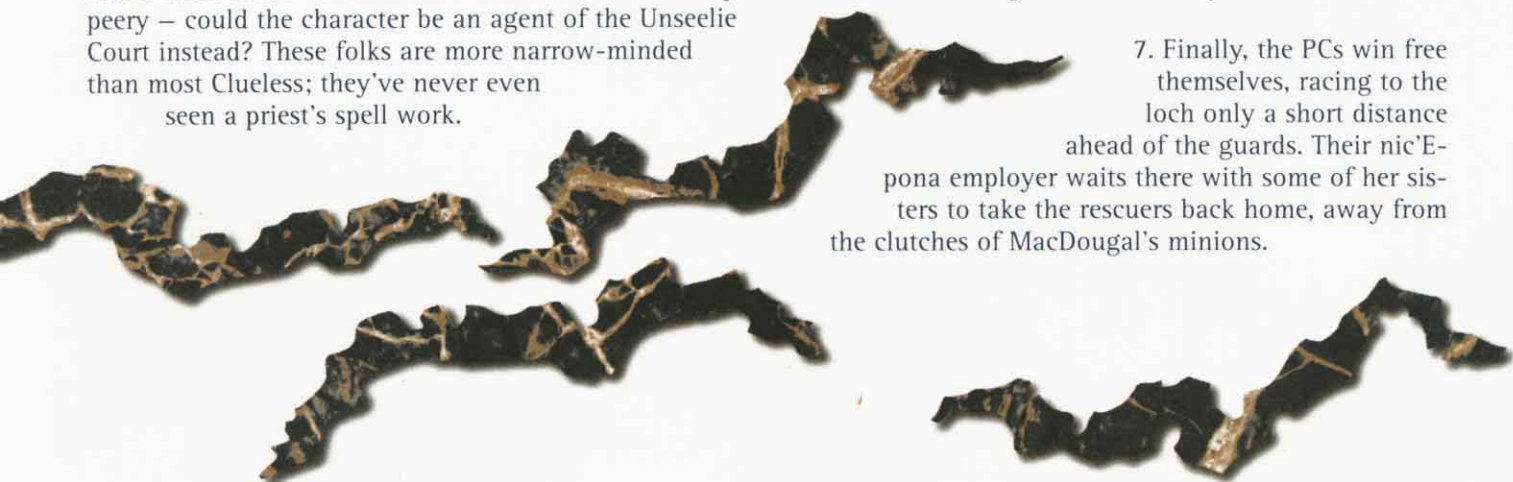 peery – could the character be an agent of the Unseelie
Court instead? These folks are more narrow-minded
than most Clueless; they've never even
seen a priest's spell work.
7. Finally, the PCs win free
themselves, racing to the
loch only a short distance
ahead of the guards. Their nic'E-
pona employer waits there with some of her sis-
ters to take the rescuers back home, away from
the clutches of MacDougal's minions.